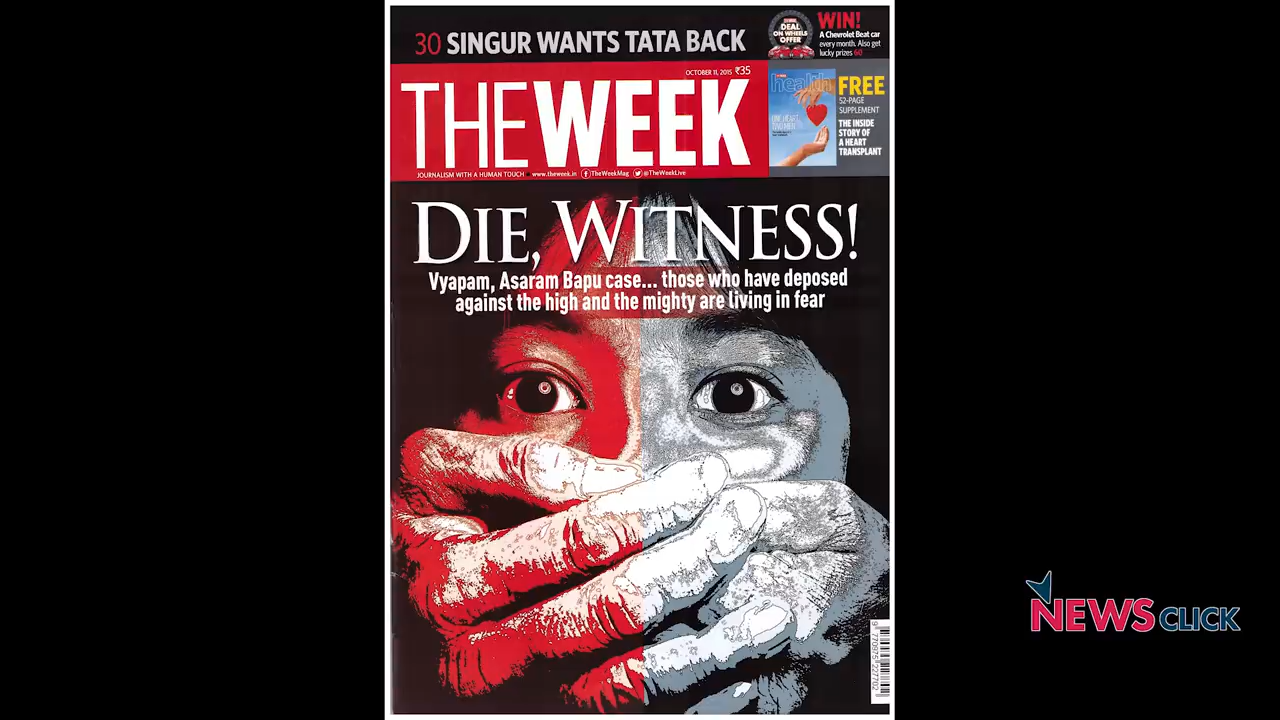 30 SINGUR WANTS TATA BACK
DEAL
ON WHEELS
OFFER
WIN!
A Chevrolet Beat car
every month. Also get
lucky prizes 60
OCTOBER 11, 2015 ₹35
THE WEEK
JOURNALISM WITH A HUMAN TOUCH www.theweek.in TheWeekMag @TheWeekLive
health
FREE
52-PAGE
SUPPLEMENT
THE INSIDE
STORY OF
A HEART
TRANSPLANT
DIE, WITNESS!
Vyapam, Asaram Bapu case... those who have deposed
against the high and the mighty are living in fear
NEWSCLICK